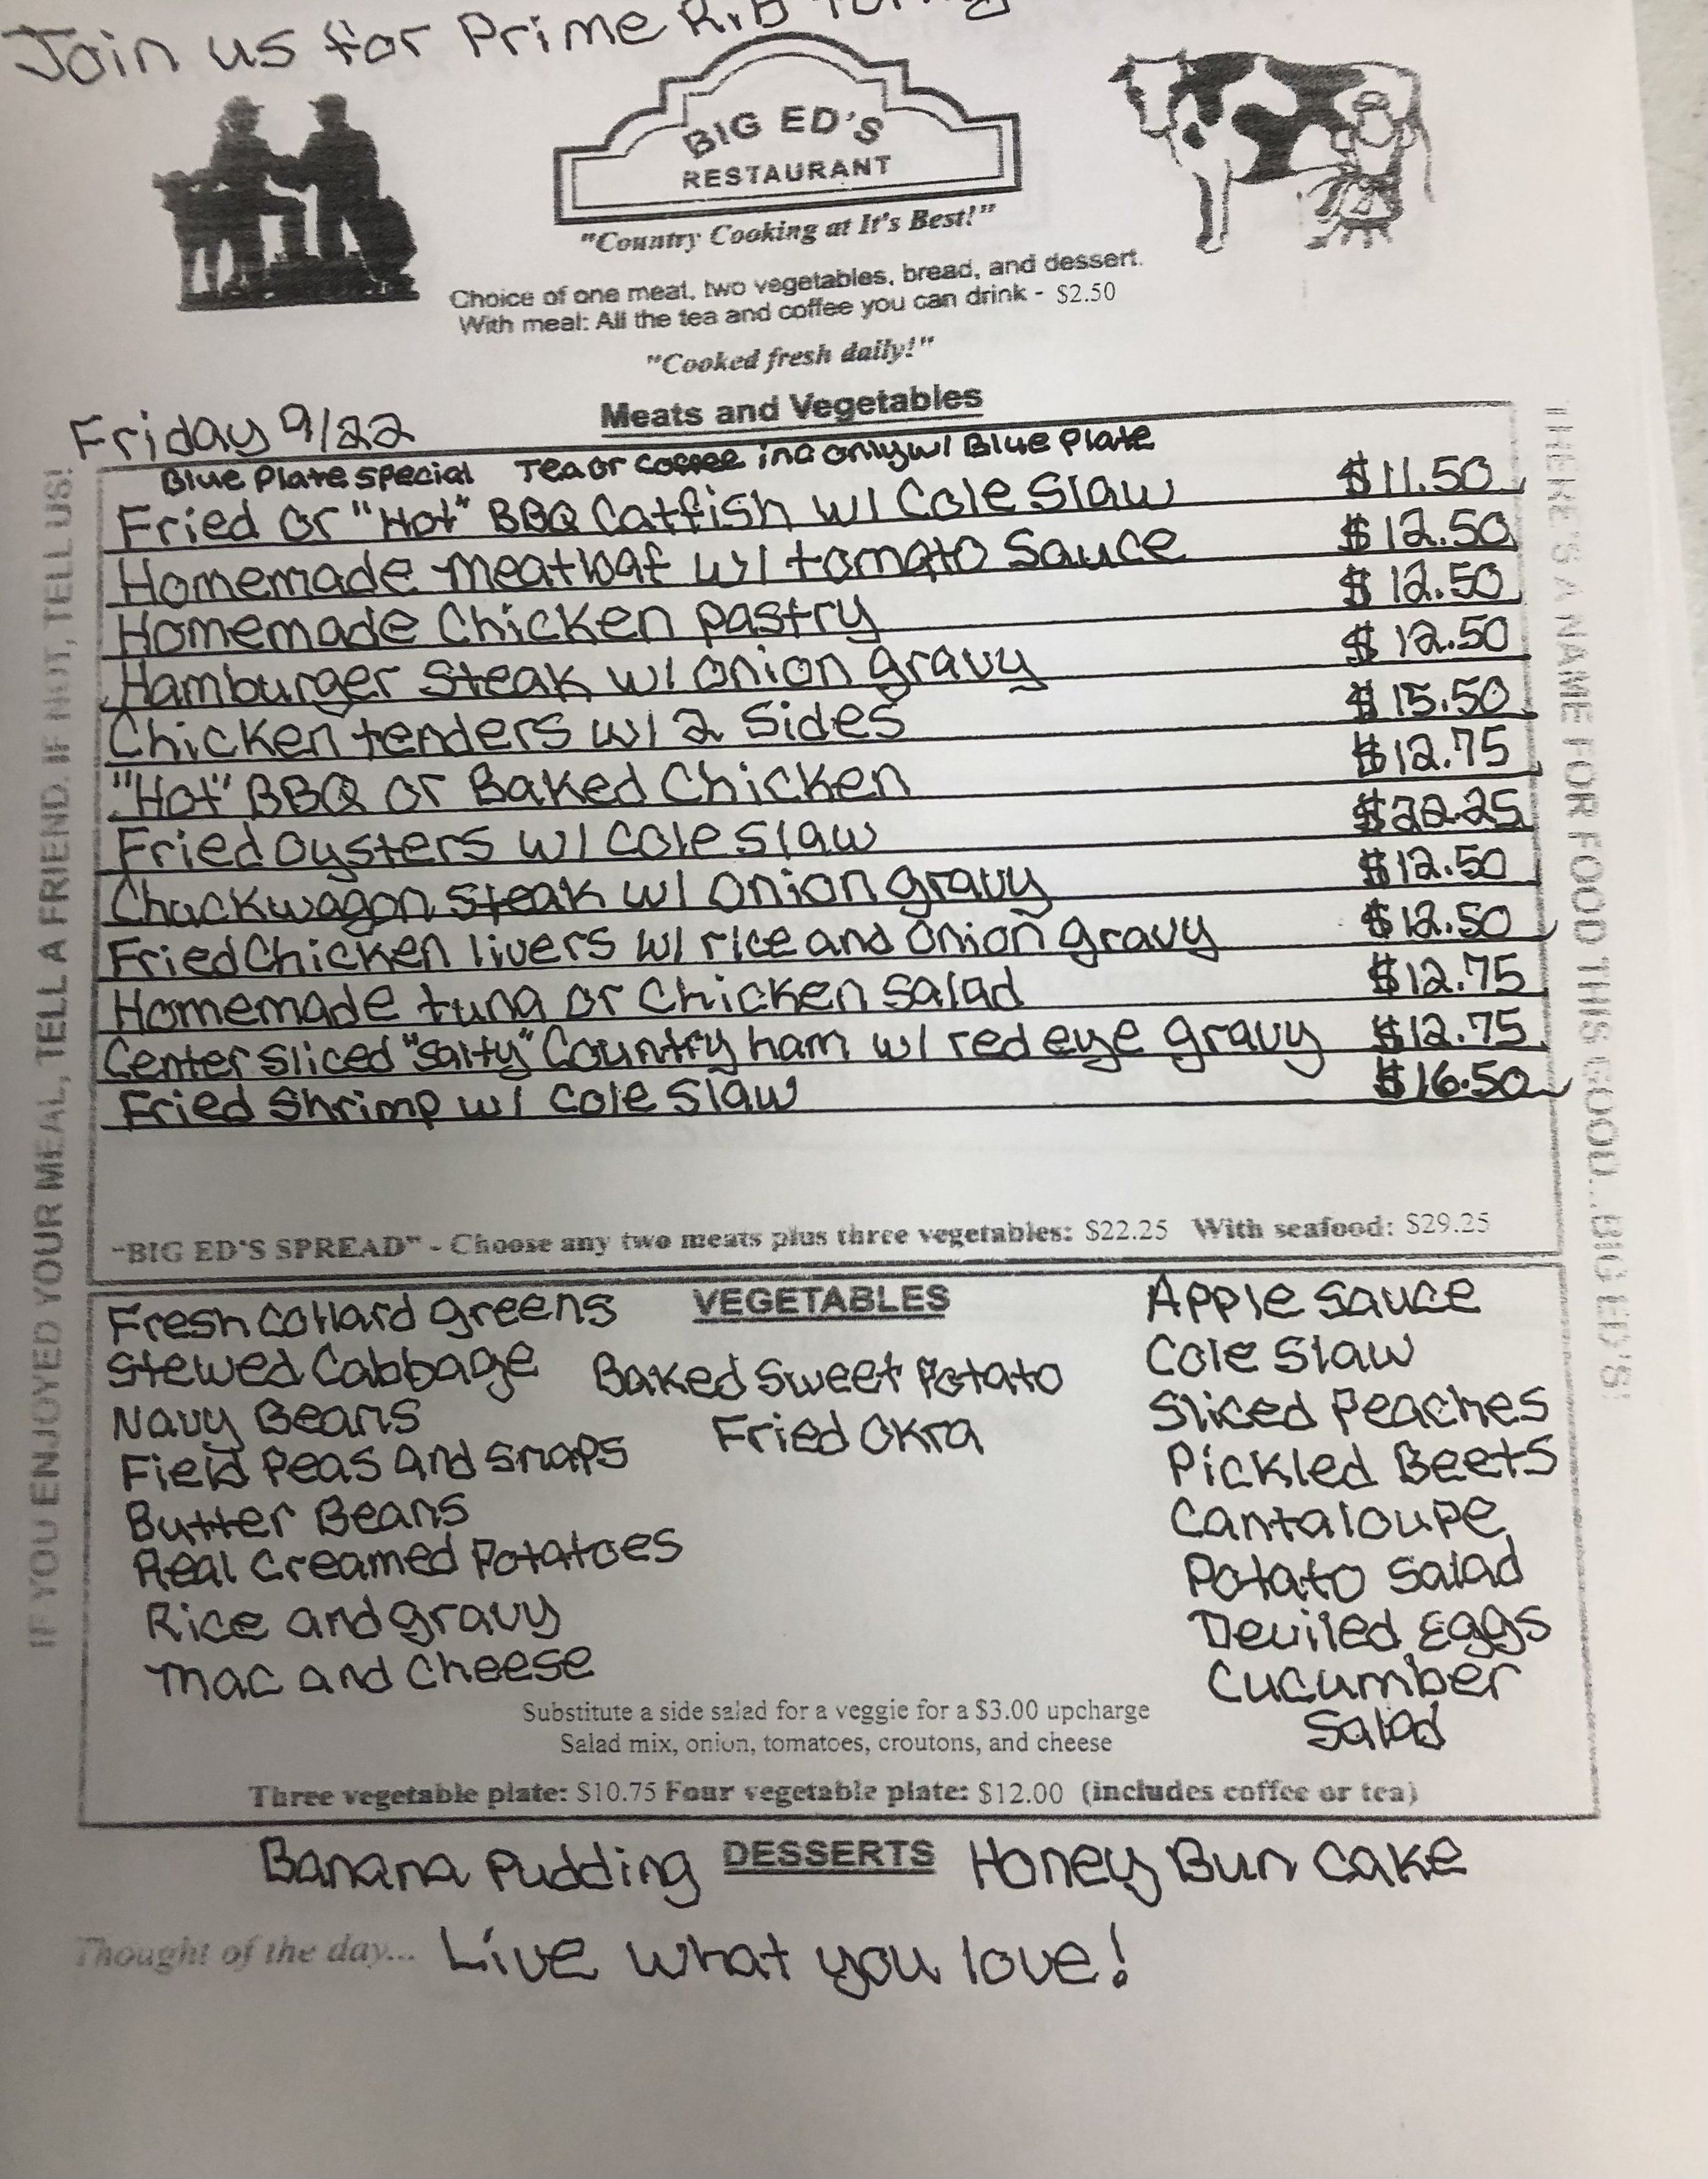 Join us for Prime Rib
BIG ED'S
RESTAURANT
"Country Cooking at It's Best!"
Choice of one meat, two vegetables, bread, and dessert.
With meal: All the tea and coffee you can drink - $2.50
"Cooked fresh daily!"
Meats and Vegetables
Friday 9/22
Blue Plate special Tea or Coffee incl only w/ Blue Plate
Fried or "Hot" BBQ Catfish w/ Cole Slaw $11.50
Homemade meatloaf w/ tomato Sauce $12.50
Homemade Chicken pastry $12.50
Hamburger Steak w/ onion gravy $12.50
Chicken tenders w/ 2 Sides $15.50
"Hot" BBQ or Baked Chicken $12.75
Fried oysters w/ Cole slaw $22.25
Chuckwagon Steak w/ onion gravy $12.50
Fried Chicken livers w/ rice and onion gravy $12.50
Homemade tuna or Chicken salad $12.75
Center sliced "Salty" Country ham w/ red eye gravy $12.75
Fried Shrimp w/ cole slaw $16.50
"BIG ED'S SPREAD" - Choose any two meats plus three vegetables: $22.25 With seafood: $29.25
VEGETABLES
Fresh Collard greens
Stewed Cabbage
Navy Beans
Field Peas and snaps
Butter Beans
Real Creamed Potatoes
Rice and gravy
Mac and Cheese
Baked Sweet Potato
Fried Okra
Apple sauce
Cole Slaw
Sliced Peaches
Pickled Beets
Cantaloupe
Potato Salad
Deviled Eggs
Cucumber
Salad
Substitute a side salad for a veggie for a $3.00 upcharge
Salad mix, onion, tomatoes, croutons, and cheese
Three vegetable plate: $10.75 Four vegetable plate: $12.00 (includes coffee or tea)
Banana Pudding DESSERTS Honey Bun Cake
Thought of the day... Live what you love!
IF YOU ENJOYED YOUR MEAL, TELL A FRIEND. IF NOT, TELL US!
THERE'S A NAME FOR FOOD THIS GOOD...BIG ED'S!